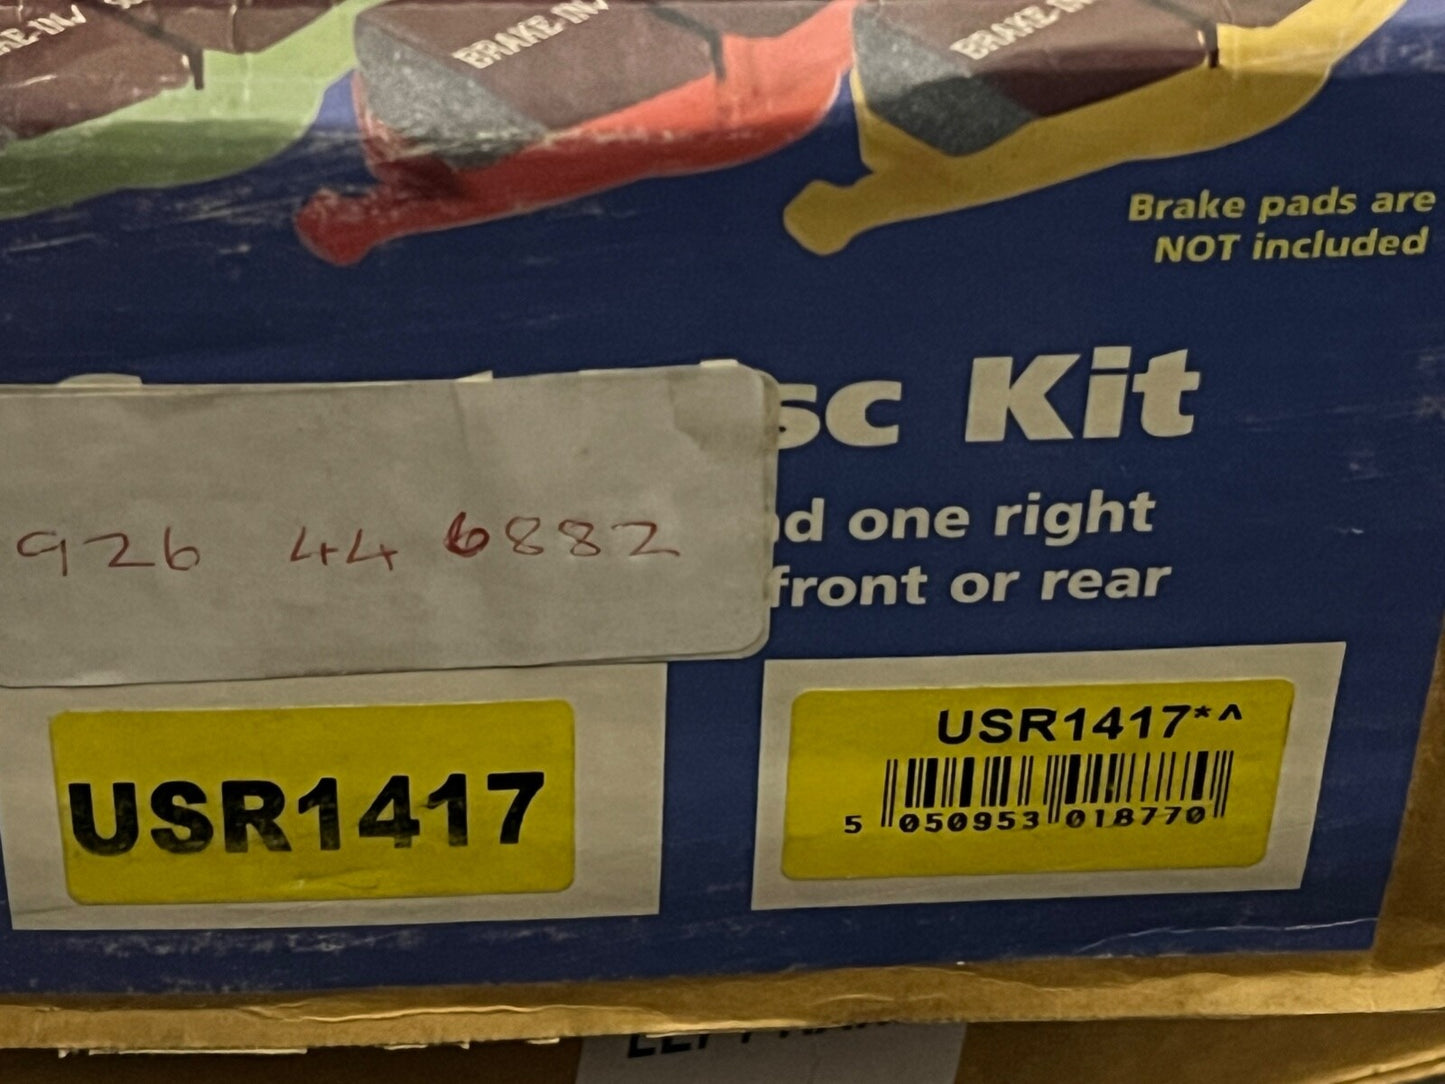 BRAKE-IN
BRAKE-IN
Brake pads are
NOT included
Kit
one right
front or rear
926 44 6882
USR1417
USR1417*^
5 050953 018770